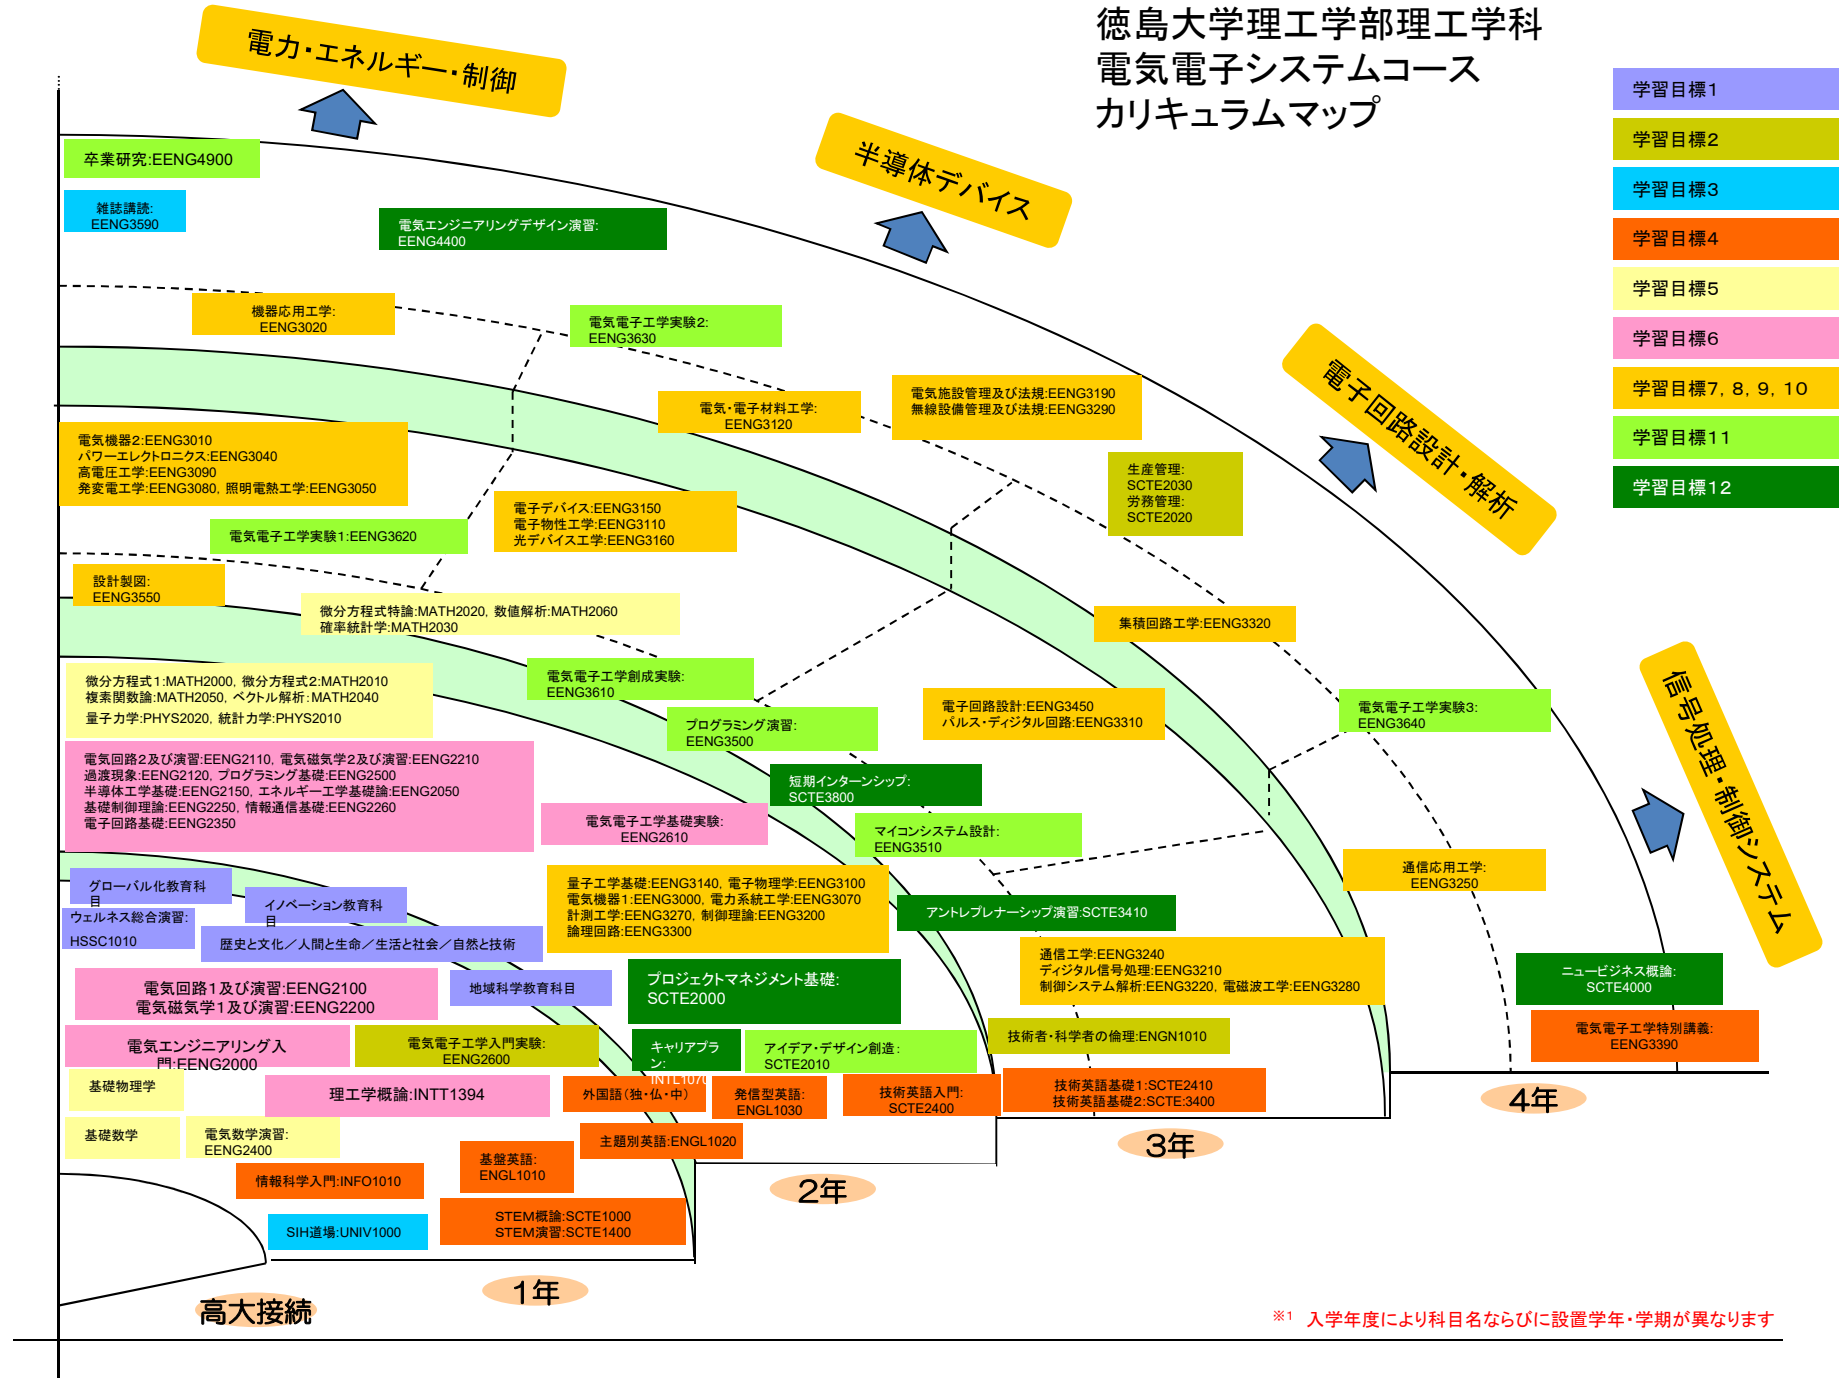 徳島大学理工学部理工学科
電気電子システムコース
カリキュラムマップ
電力・エネルギー・制御
半導体デバイス
電子回路設計・解析
信号処理・制御システム
学習目標1
学習目標2
学習目標3
学習目標4
学習目標5
学習目標6
学習目標7, 8, 9, 10
学習目標11
学習目標12
卒業研究:EENG4900
雑誌講読:
EENG3590
電気エンジニアリングデザイン演習:
EENG4400
機器応用工学:
EENG3020
電気電子工学実験2:
EENG3630
電気・電子材料工学:
EENG3120
電気施設管理及び法規:EENG3190
無線設備管理及び法規:EENG3290
電気機器2:EENG3010
パワーエレクトロニクス:EENG3040
高電圧工学:EENG3090
発変電工学:EENG3080, 照明電熱工学:EENG3050
生産管理:
SCTE2030
労務管理:
SCTE2020
電子デバイス:EENG3150
電子物性工学:EENG3110
光デバイス工学:EENG3160
電気電子工学実験1:EENG3620
設計製図:
EENG3550
微分方程式特論:MATH2020, 数値解析:MATH2060
確率統計学:MATH2030
集積回路工学:EENG3320
微分方程式1:MATH2000, 微分方程式2:MATH2010
複素関数論:MATH2050, ベクトル解析:MATH2040
量子力学:PHYS2020, 統計力学:PHYS2010
電気電子工学創成実験:
EENG3610
プログラミング演習:
EENG3500
電子回路設計:EENG3450
パルス・ディジタル回路:EENG3310
電気電子工学実験3:
EENG3640
電気回路2及び演習:EENG2110, 電気磁気学2及び演習:EENG2210
過渡現象:EENG2120, プログラミング基礎:EENG2500
半導体工学基礎:EENG2150, エネルギー工学基礎論:EENG2050
基礎制御理論:EENG2250, 情報通信基礎:EENG2260
電子回路基礎:EENG2350
短期インターンシップ:
SCTE3800
電気電子工学基礎実験:
EENG2610
マイコンシステム設計:
EENG3510
通信応用工学:
EENG3250
グローバル化教育科
目
イノベーション教育科
目
ウェルネス総合演習:
HSSC1010
歴史と文化／人間と生命／生活と社会／自然と技術
量子工学基礎:EENG3140, 電子物理学:EENG3100
電気機器1:EENG3000, 電力系統工学:EENG3070
計測工学:EENG3270, 制御理論:EENG3200
論理回路:EENG3300
アントレプレナーシップ演習:SCTE3410
通信工学:EENG3240
ディジタル信号処理:EENG3210
制御システム解析:EENG3220, 電磁波工学:EENG3280
電気回路1及び演習:EENG2100
電気磁気学1及び演習:EENG2200
地域科学教育科目
プロジェクトマネジメント基礎:
SCTE2000
ニュービジネス概論:
SCTE4000
電気エンジニアリング入
門:EENG2000
電気電子工学入門実験:
EENG2600
キャリアプラ
ン:
INTL1070
アイデア・デザイン創造:
SCTE2010
技術者・科学者の倫理:ENGN1010
電気電子工学特別講義:
EENG3390
基礎物理学
理工学概論:INTT1394
外国語(独・仏・中)
発信型英語:
ENGL1030
技術英語入門:
SCTE2400
技術英語基礎1:SCTE2410
技術英語基礎2:SCTE:3400
基礎数学
電気数学演習:
EENG2400
主題別英語:ENGL1020
基盤英語:
ENGL1010
情報科学入門:INFO1010
SIH道場:UNIV1000
STEM概論:SCTE1000
STEM演習:SCTE1400
4年
3年
2年
1年
高大接続
※1 入学年度により科目名ならびに設置学年・学期が異なります